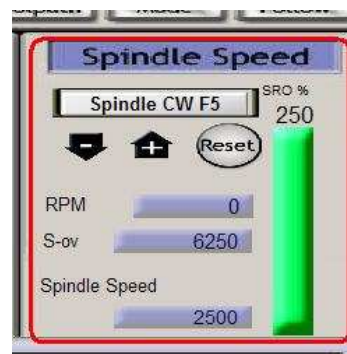 Spindle Speed
SRO %
Spindle CW F5
250
- + Reset
RPM 0
S-ov 6250
Spindle Speed
2500